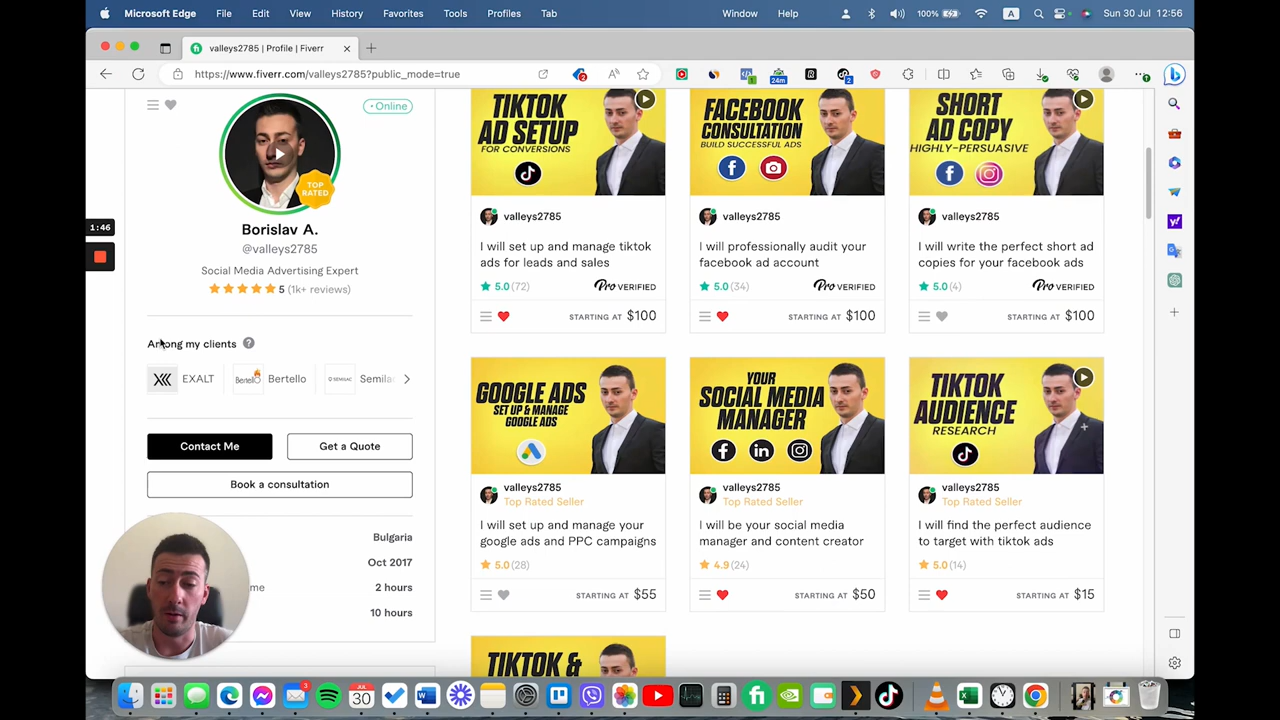 Microsoft Edge File Edit View History Favorites Tools Profiles Tab Window Help 100% A Sun 30 Jul 12:56
valleys2785 | Profile | Fiverr
https://www.fiverr.com/valleys2785?public_mode=true
2
1
24m
2
Online
TOP
RATED
Borislav A.
@valleys2785
Social Media Advertising Expert
5 (1k+ reviews)
1:46
Among my clients ?
EXALT Bertello Semilac
Contact Me Get a Quote
Book a consultation
Bulgaria
Oct 2017
me 2 hours
10 hours
TIKTOK
AD SETUP
FOR CONVERSIONS
valleys2785
I will set up and manage tiktok
ads for leads and sales
5.0 (72) Pro VERIFIED
STARTING AT $100
FACEBOOK
CONSULTATION
BUILD SUCCESSFUL ADS
valleys2785
I will professionally audit your
facebook ad account
5.0 (34) Pro VERIFIED
STARTING AT $100
SHORT
AD COPY
HIGHLY-PERSUASIVE
valleys2785
I will write the perfect short ad
copies for your facebook ads
5.0 (4) Pro VERIFIED
STARTING AT $100
GOOGLE ADS
SET UP & MANAGE
GOOGLE ADS
valleys2785
Top Rated Seller
I will set up and manage your
google ads and PPC campaigns
5.0 (28)
STARTING AT $55
YOUR
SOCIAL MEDIA
MANAGER
valleys2785
Top Rated Seller
I will be your social media
manager and content creator
4.9 (24)
STARTING AT $50
TIKTOK
AUDIENCE
RESEARCH
valleys2785
Top Rated Seller
I will find the perfect audience
to target with tiktok ads
5.0 (14)
STARTING AT $15
TIKTOK &
3
JUL
30